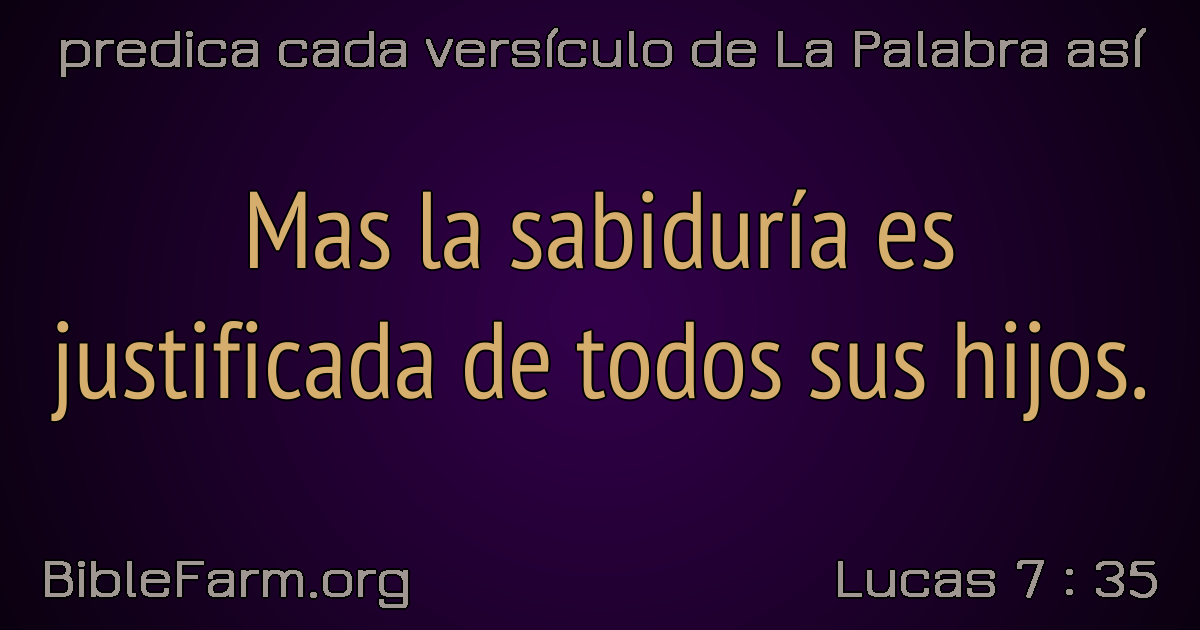 predica cada versículo de La Palabra así
Mas la sabiduría es
justificada de todos sus hijos.
BibleFarm.org
Lucas 7 : 35